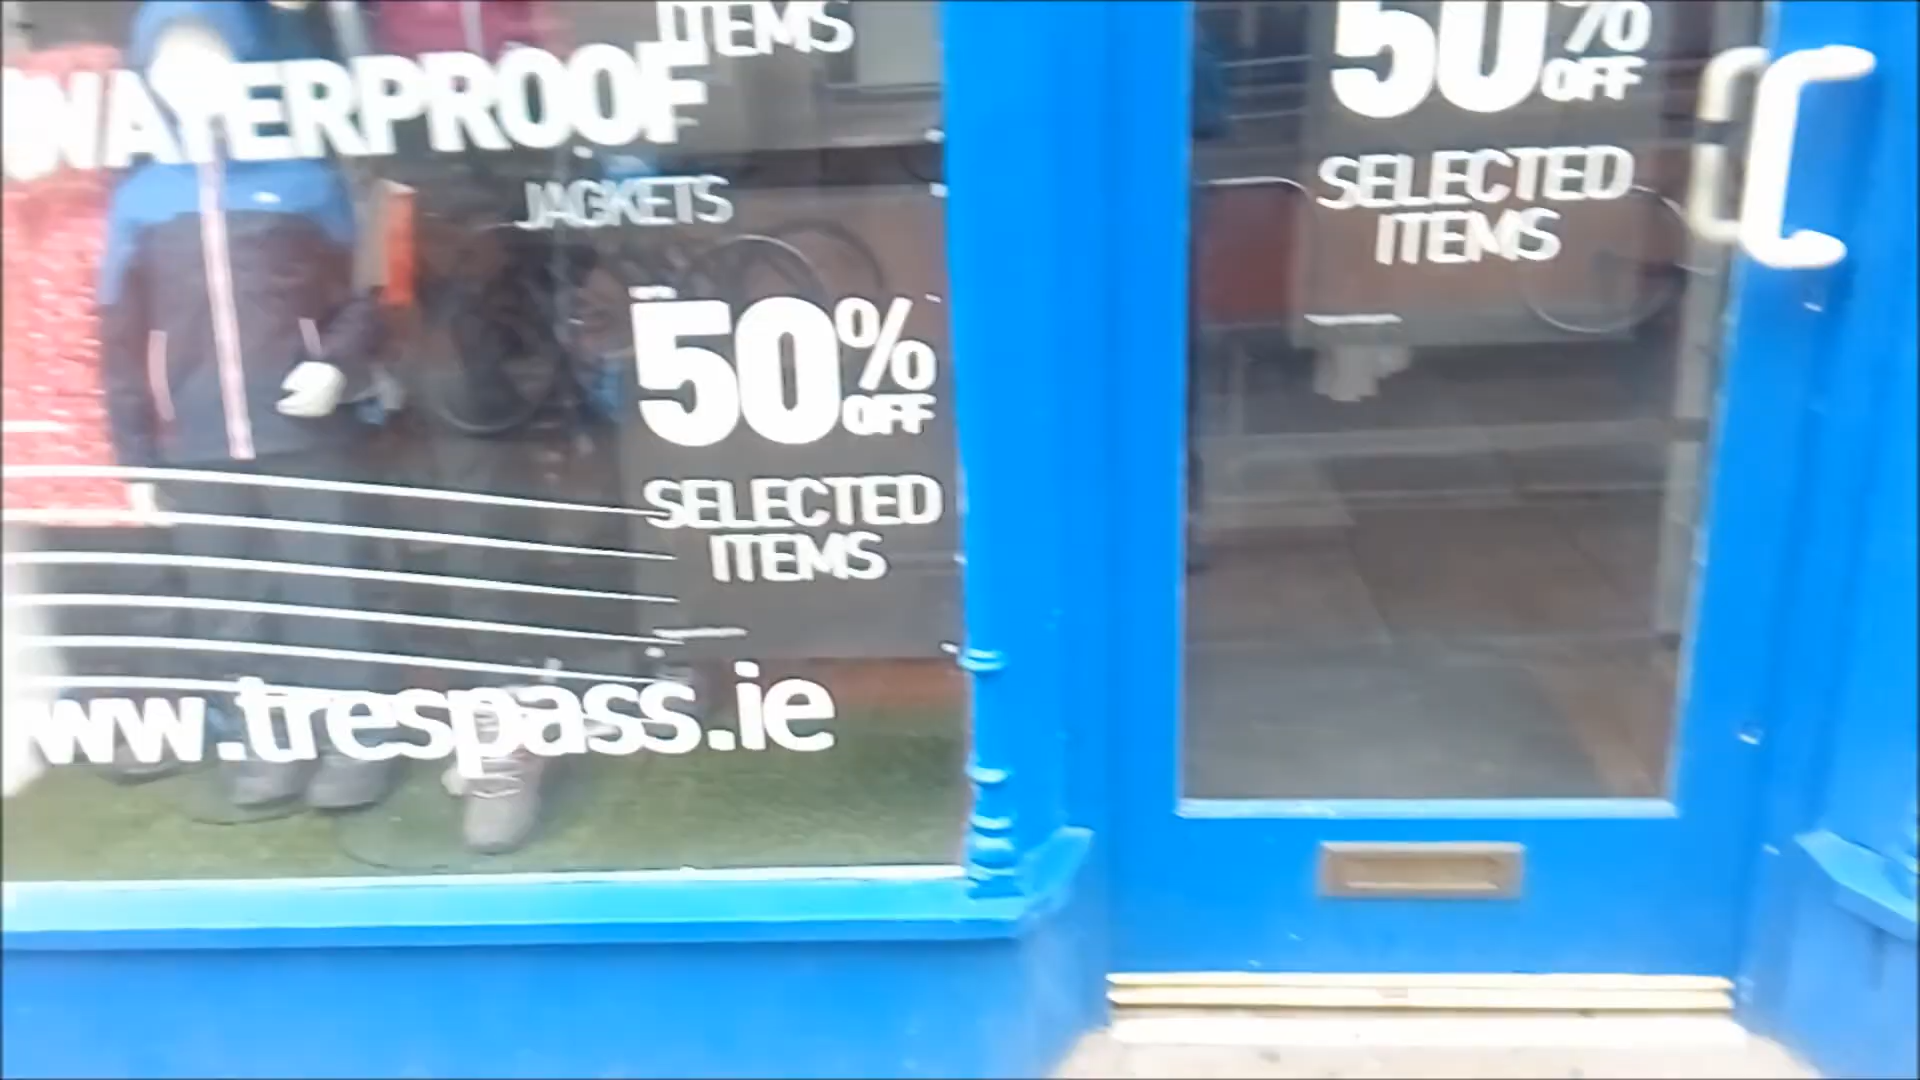 ITEMS
WATERPROOF
JACKETS
50% OFF
SELECTED
ITEMS
www.trespass.ie
50% OFF
SELECTED
ITEMS